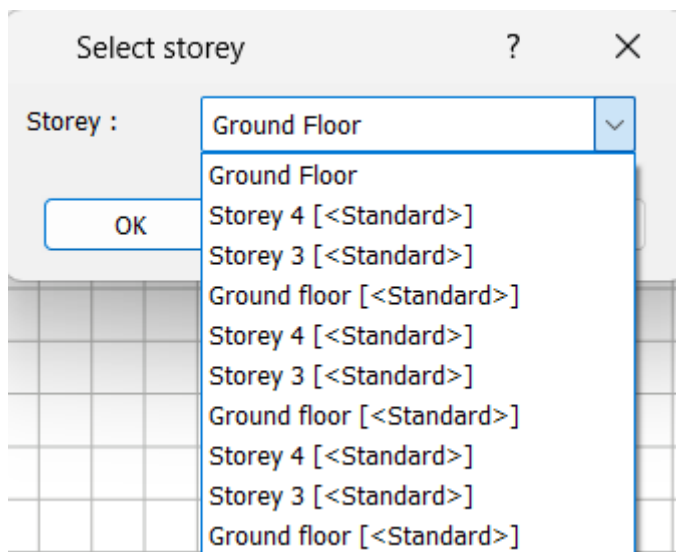 Select storey ?
Storey : Ground Floor
Ground Floor
OK Storey 4 [<Standard>]
Storey 3 [<Standard>]
Ground floor [<Standard>]
Storey 4 [<Standard>]
Storey 3 [<Standard>]
Ground floor [<Standard>]
Storey 4 [<Standard>]
Storey 3 [<Standard>]
Ground floor [<Standard>]